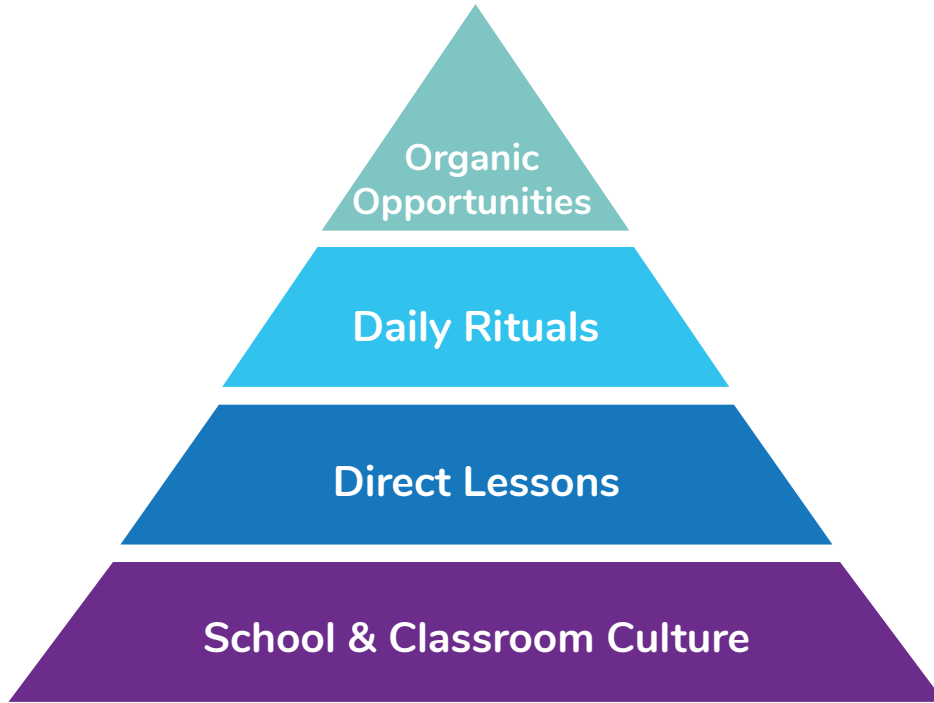 Organic
Opportunities
Daily Rituals
Direct Lessons
School & Classroom Culture